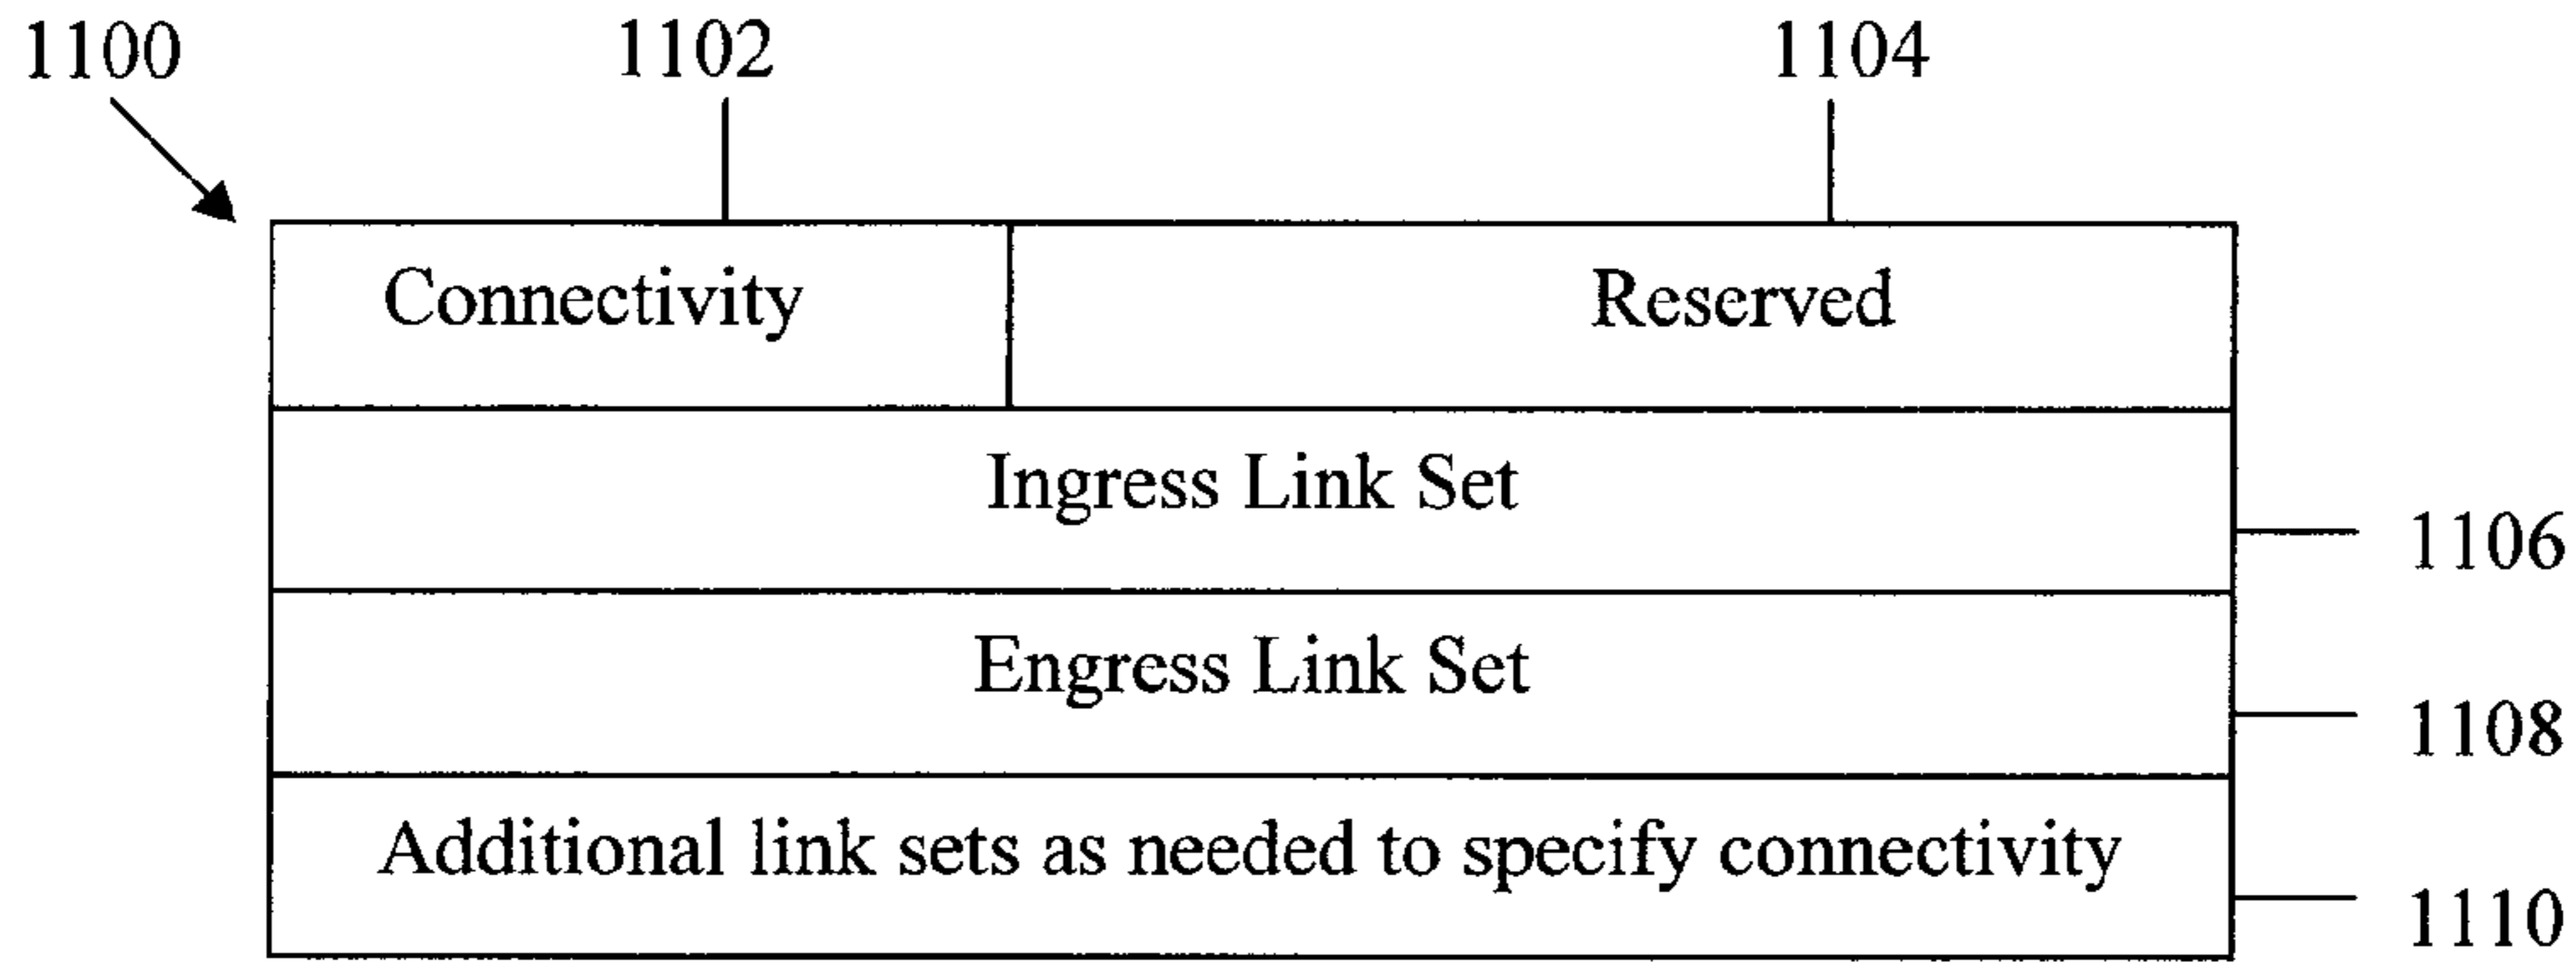 1100 1102 1104
Connectivity Reserved
Ingress Link Set
1106
Engress Link Set
1108
Additional link sets as needed to specify connectivity
1110